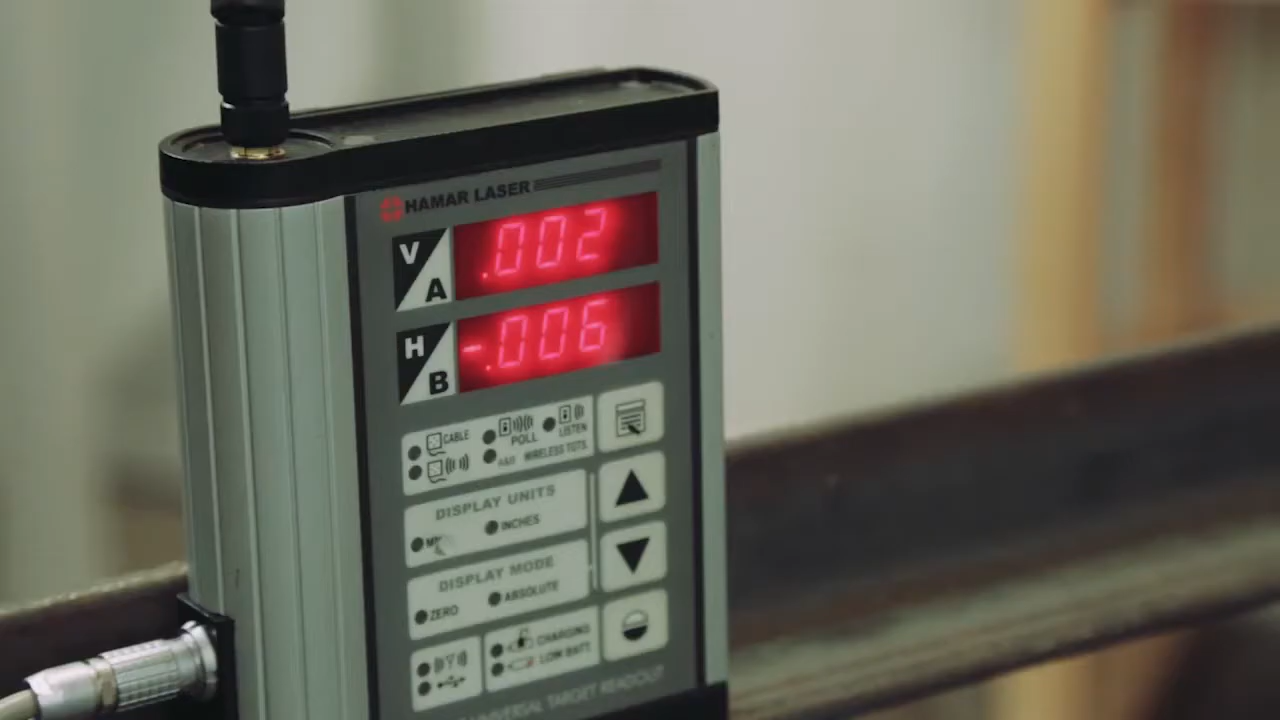 HAMAR LASER
V
A
.002
H
B
-.006
CABLE
POLL
LISTEN
A&B
WIRELESS TGTS.
DISPLAY UNITS
MM
INCHES
DISPLAY MODE
ZERO
ABSOLUTE
CHARGING
LOW BATT
UNIVERSAL TARGET READOUT